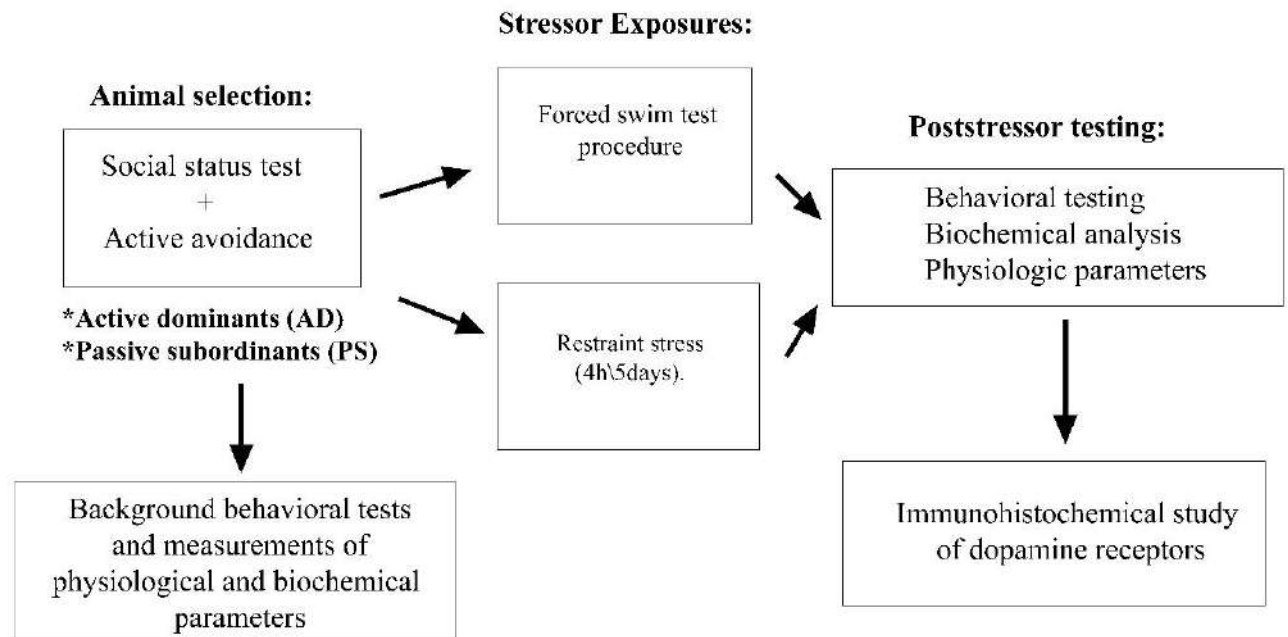 Stressor Exposures:
Animal selection:
Forced swim test
procedure
Poststressor testing:
Social status test
+
Active avoidance
Behavioral testing
Biochemical analysis
Physiologic parameters
*Active dominants (AD)
*Passive subordinants (PS)
Restraint stress
(4h\5days).
Background behavioral tests
and measurements of
physiological and biochemical
parameters
Immunohistochemical study
of dopamine receptors